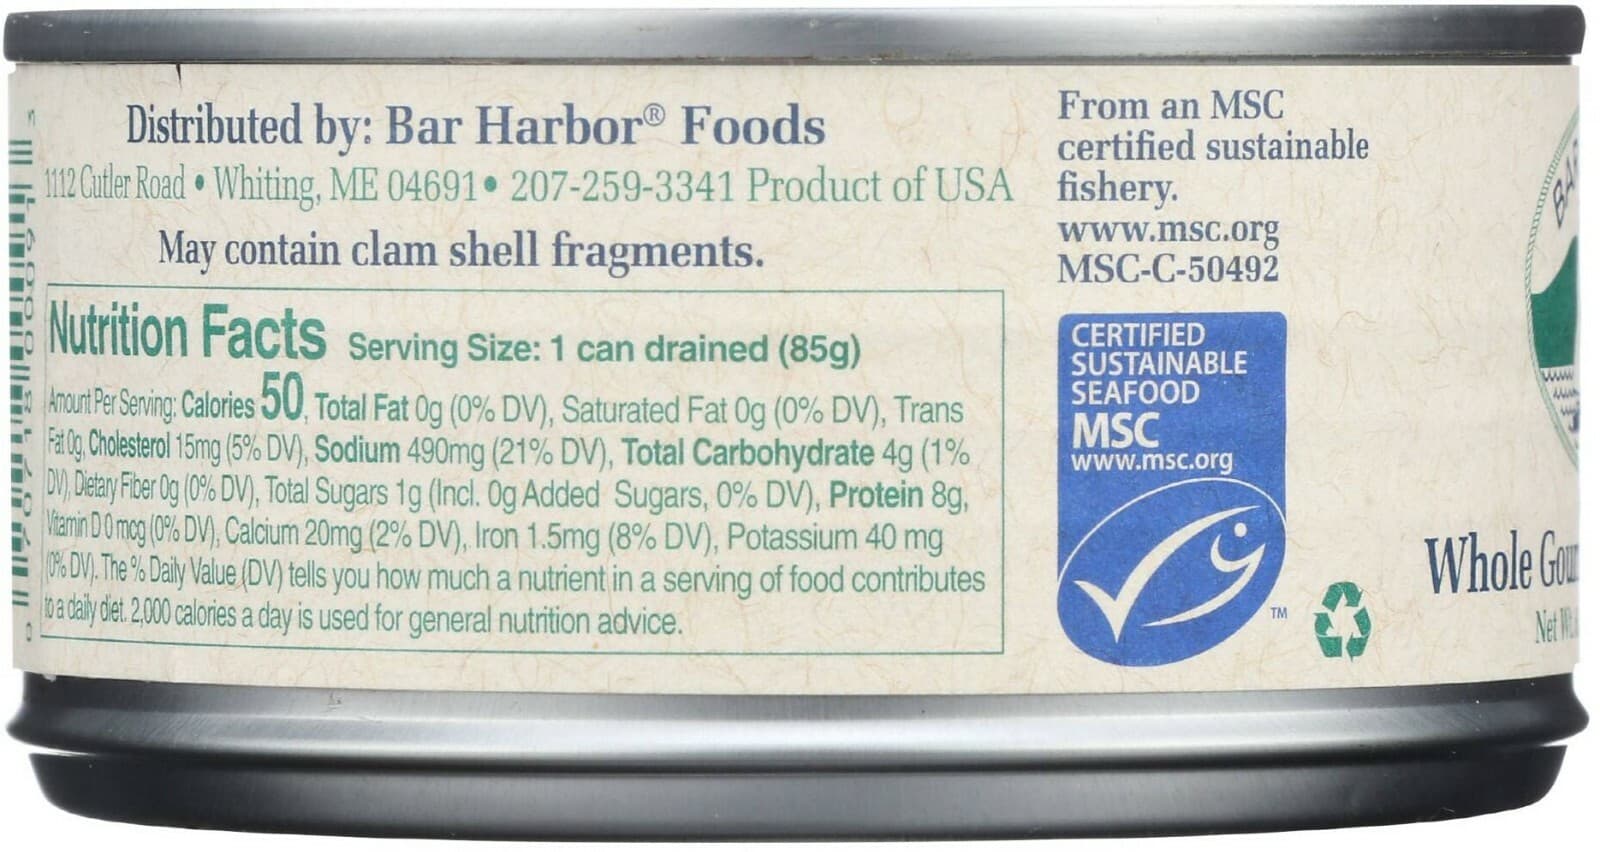 Distributed by: Bar Harbor® Foods
1112 Cutler Road • Whiting, ME 04691 • 207-259-3341 Product of USA
May contain clam shell fragments.
Nutrition Facts Serving Size: 1 can drained (85g)
Amount Per Serving: Calories 50, Total Fat 0g (0% DV), Saturated Fat 0g (0% DV), Trans
Fat 0g, Cholesterol 15mg (5% DV), Sodium 490mg (21% DV), Total Carbohydrate 4g (1%
DV), Dietary Fiber 0g (0% DV), Total Sugars 1g (Incl. 0g Added Sugars, 0% DV), Protein 8g,
Vitamin D 0 mcg (0% DV), Calcium 20mg (2% DV), Iron 1.5mg (8% DV), Potassium 40 mg
(0% DV). The % Daily Value (DV) tells you how much a nutrient in a serving of food contributes
to a daily diet. 2,000 calories a day is used for general nutrition advice.
From an MSC
certified sustainable
fishery.
www.msc.org
MSC-C-50492
CERTIFIED
SUSTAINABLE
SEAFOOD
MSC
www.msc.org
TM
Whole
Net